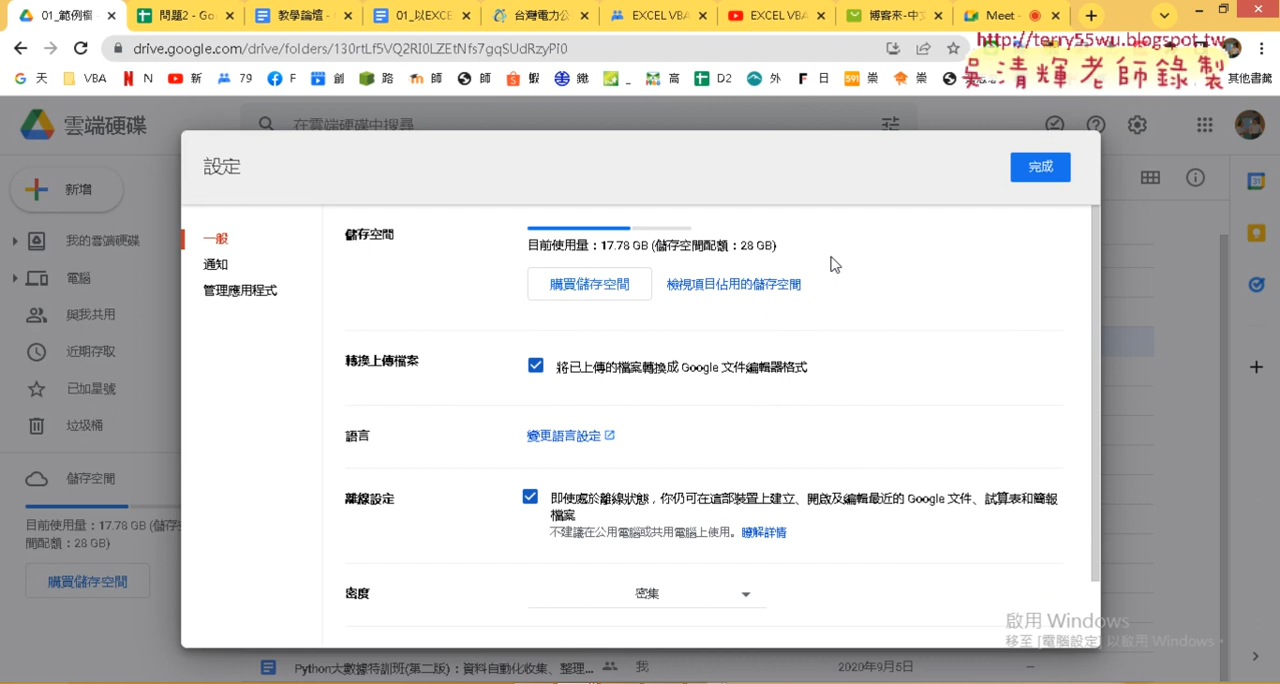 01_範例檔
問題2 - Go
教學論壇 -
01_以EXCE
台灣電力公
EXCEL VBA
EXCEL VBA
博客來-中文
Meet
drive.google.com/drive/folders/130rtLf5VQ2RI0LZEtNfs7gqSUdRzyPi0
http://terry55wu.blogspot.tw
吳清輝老師錄製
天
VBA
N
新
79
F
創
路
師
師
蝦
緻
高
D2
外
日
崇
崇
其他書籤
雲端硬碟
在雲端硬碟中搜尋
設定
完成
新增
我的雲端硬碟
電腦
與我共用
近期存取
已加星號
垃圾桶
儲存空間
目前使用量：17.78 GB (儲存空間配額：28 GB)
購買儲存空間
一般
通知
管理應用程式
儲存空間
目前使用量：17.78 GB (儲存空間配額：28 GB)
購買儲存空間
檢視項目佔用的儲存空間
轉換上傳檔案
將已上傳的檔案轉換成 Google 文件編輯器格式
語言
變更語言設定
離線設定
即使處於離線狀態，你仍可在這部裝置上建立、開啟及編輯最近的 Google 文件、試算表和簡報
檔案
不建議在公用電腦或共用電腦上使用。瞭解詳情
密度
密集
啟用 Windows
移至 [電腦設定] 以啟用 Windows。
Python大數據特訓班(第二版)：資料自動化收集、整理...
我
2020年9月5日